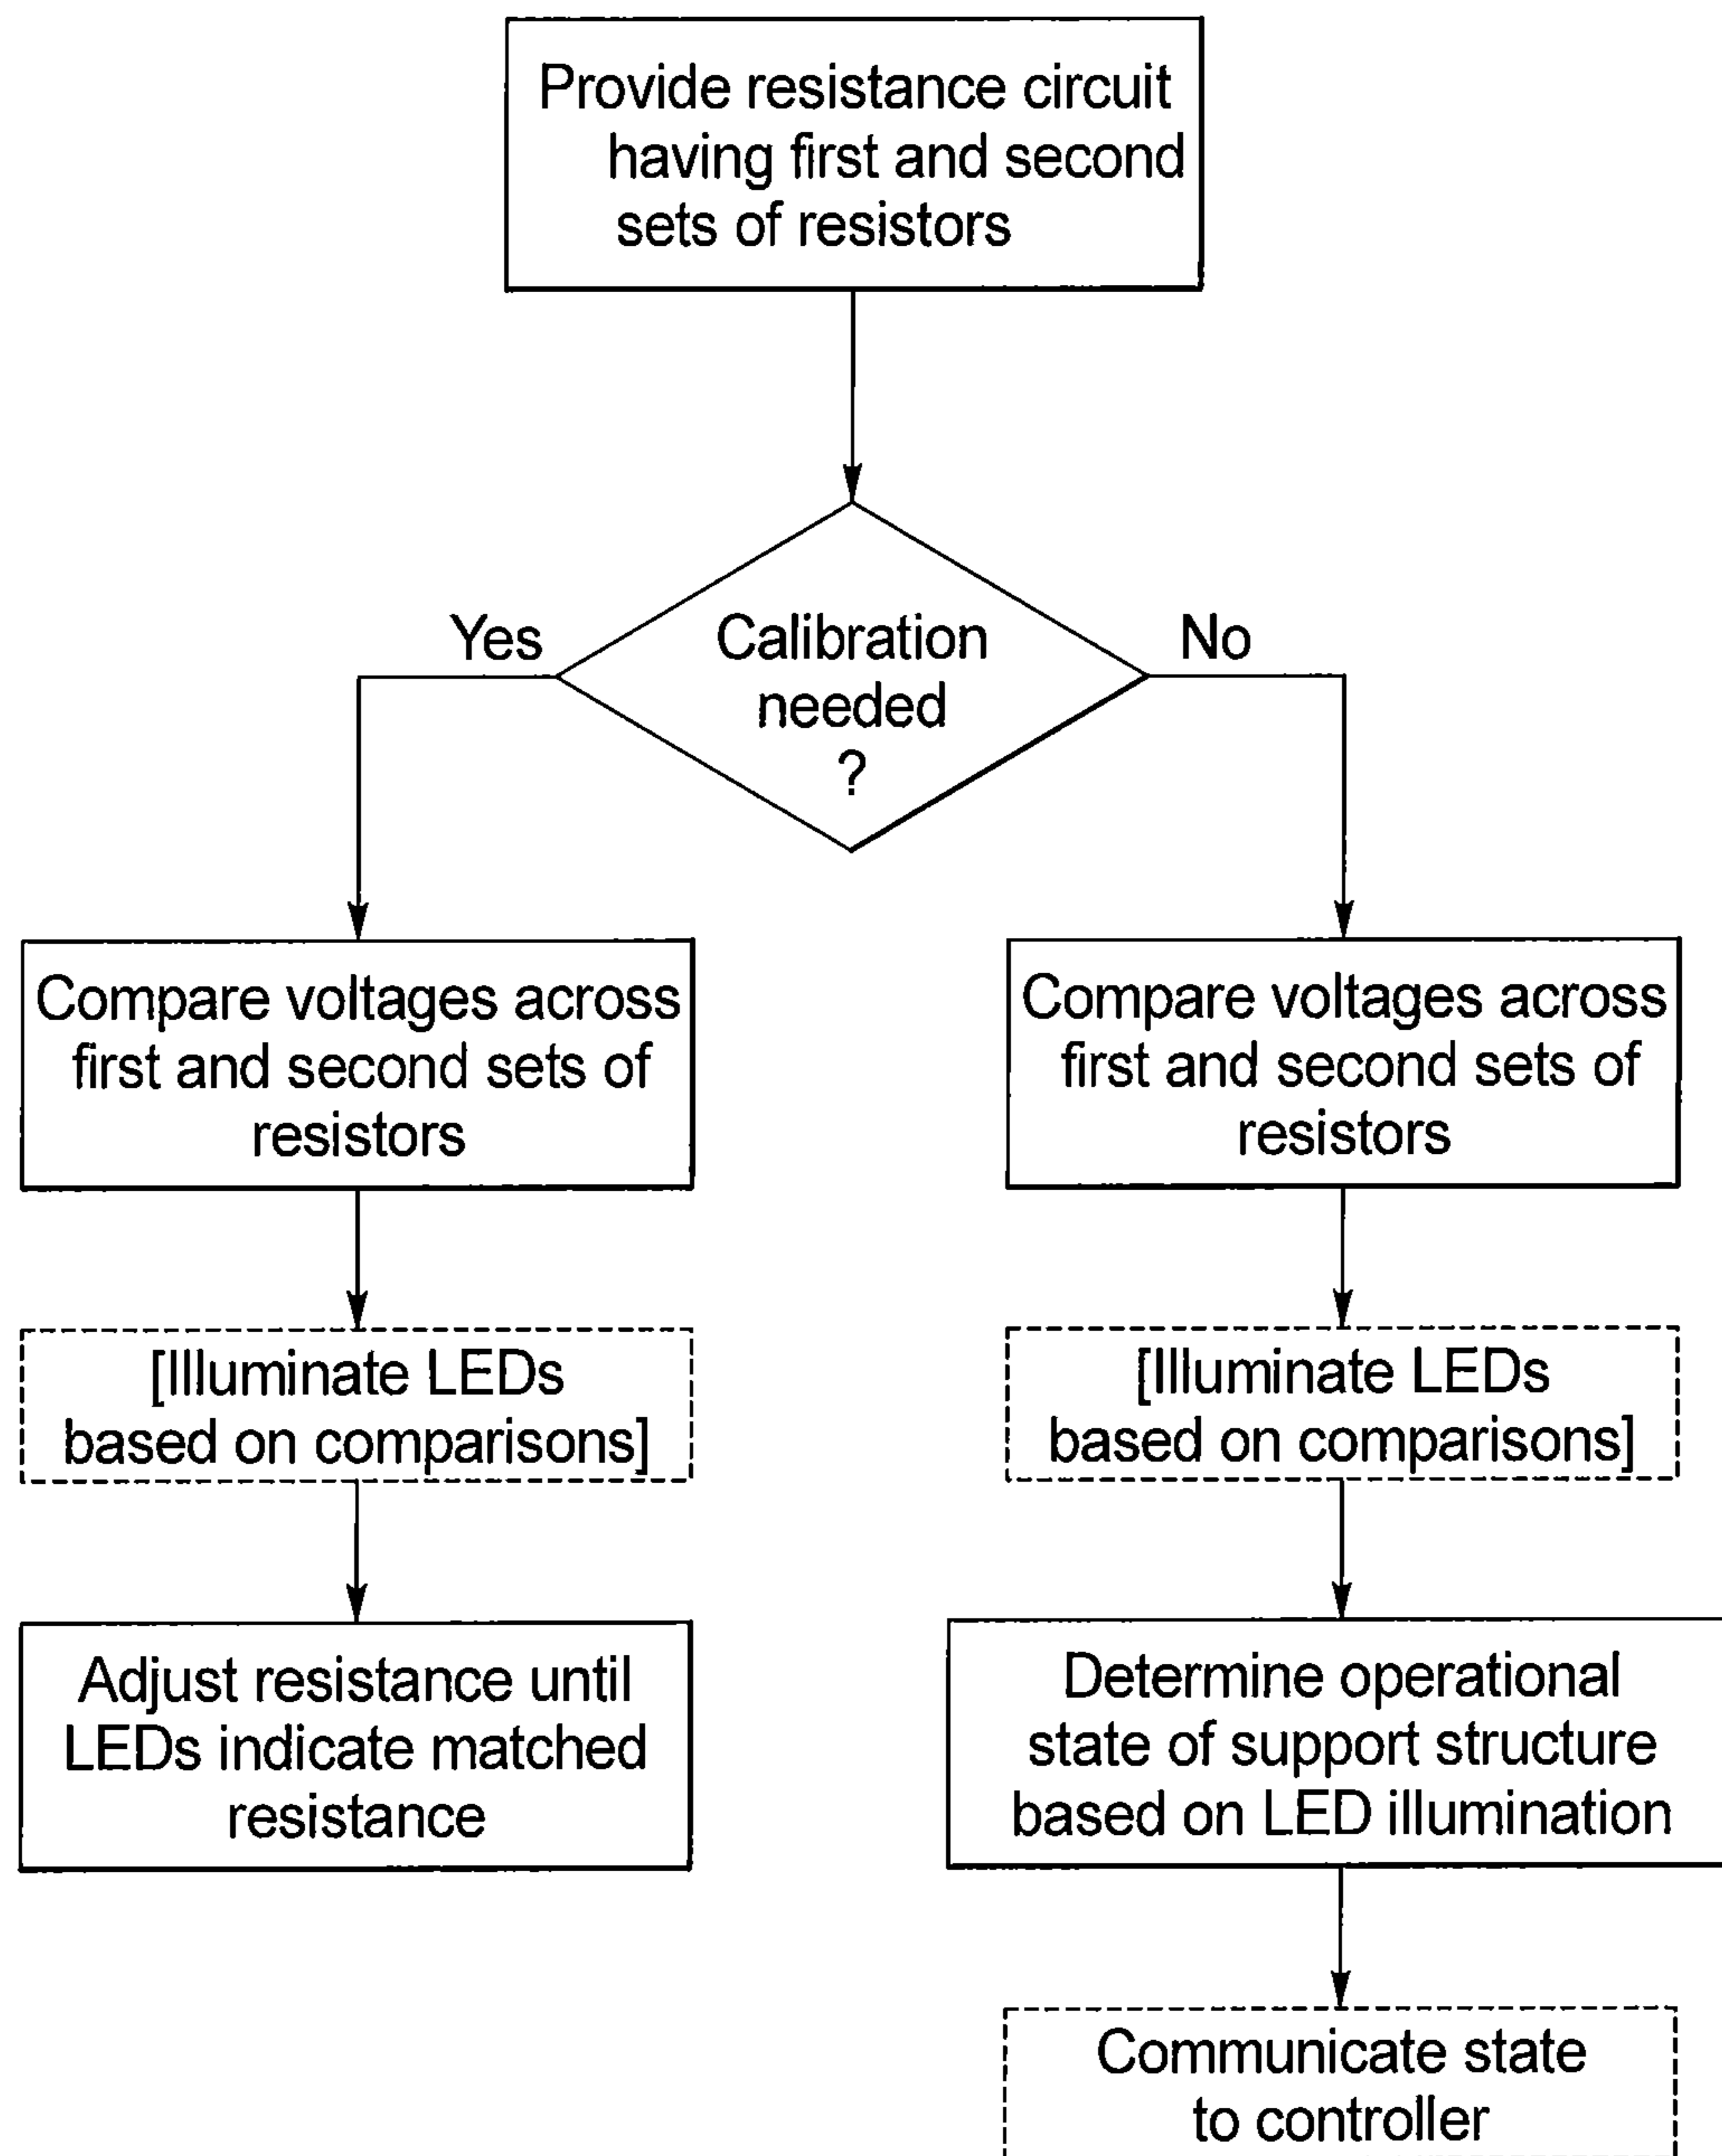 Provide resistance circuit
having first and second
sets of resistors
Calibration
needed
?
Yes
No
Compare voltages across
first and second sets of
resistors
[Illuminate LEDs
based on comparisons]
Adjust resistance until
LEDs indicate matched
resistance
Compare voltages across
first and second sets of
resistors
[Illuminate LEDs
based on comparisons]
Determine operational
state of support structure
based on LED illumination
Communicate state
to controller